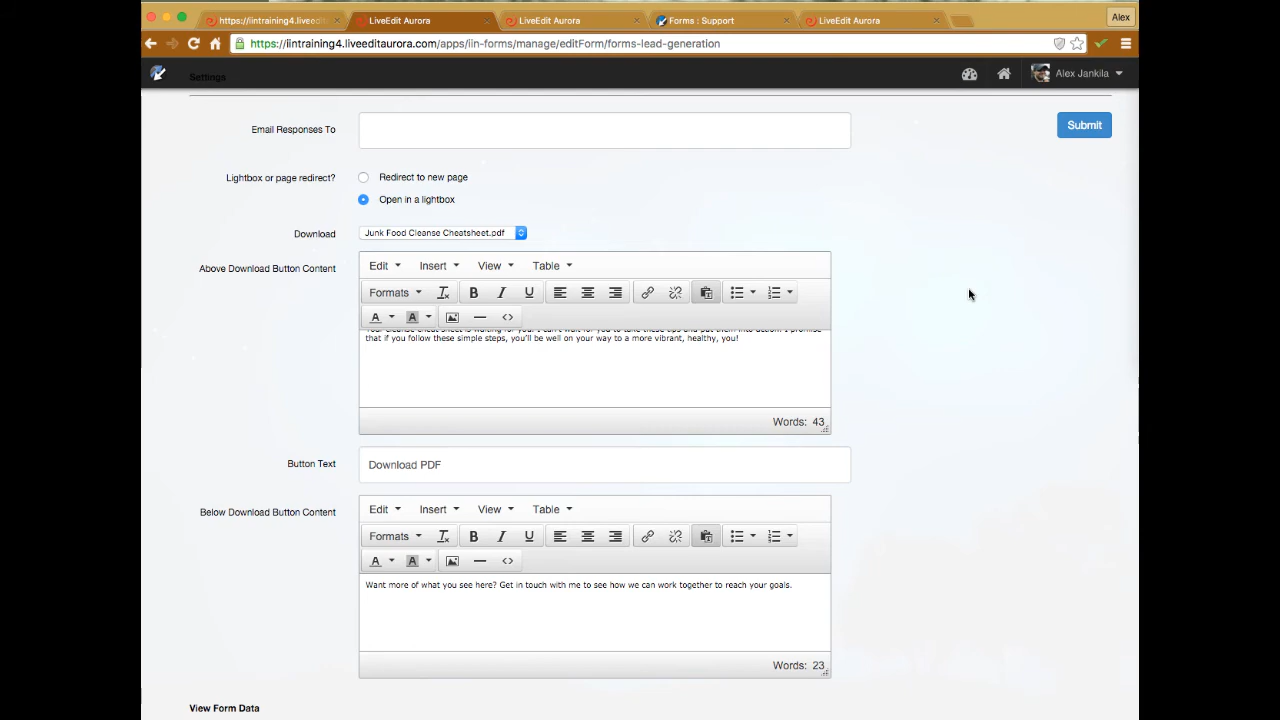 https://iintraining4.liveedi
LiveEdit Aurora
LiveEdit Aurora
Forms : Support
LiveEdit Aurora
Alex
https://iintraining4.liveeditaurora.com/apps/iin-forms/manage/editForm/forms-lead-generation
Settings
Alex Jankila
Email Responses To
Submit
Lightbox or page redirect?
Redirect to new page
Open in a lightbox
Download
Junk Food Cleanse Cheatsheet.pdf
Above Download Button Content
Edit Insert View Table
Formats
that if you follow these simple steps, you'll be well on your way to a more vibrant, healthy, you!
Words: 43
Button Text
Download PDF
Below Download Button Content
Edit Insert View Table
Formats
Want more of what you see here? Get in touch with me to see how we can work together to reach your goals.
Words: 23
View Form Data